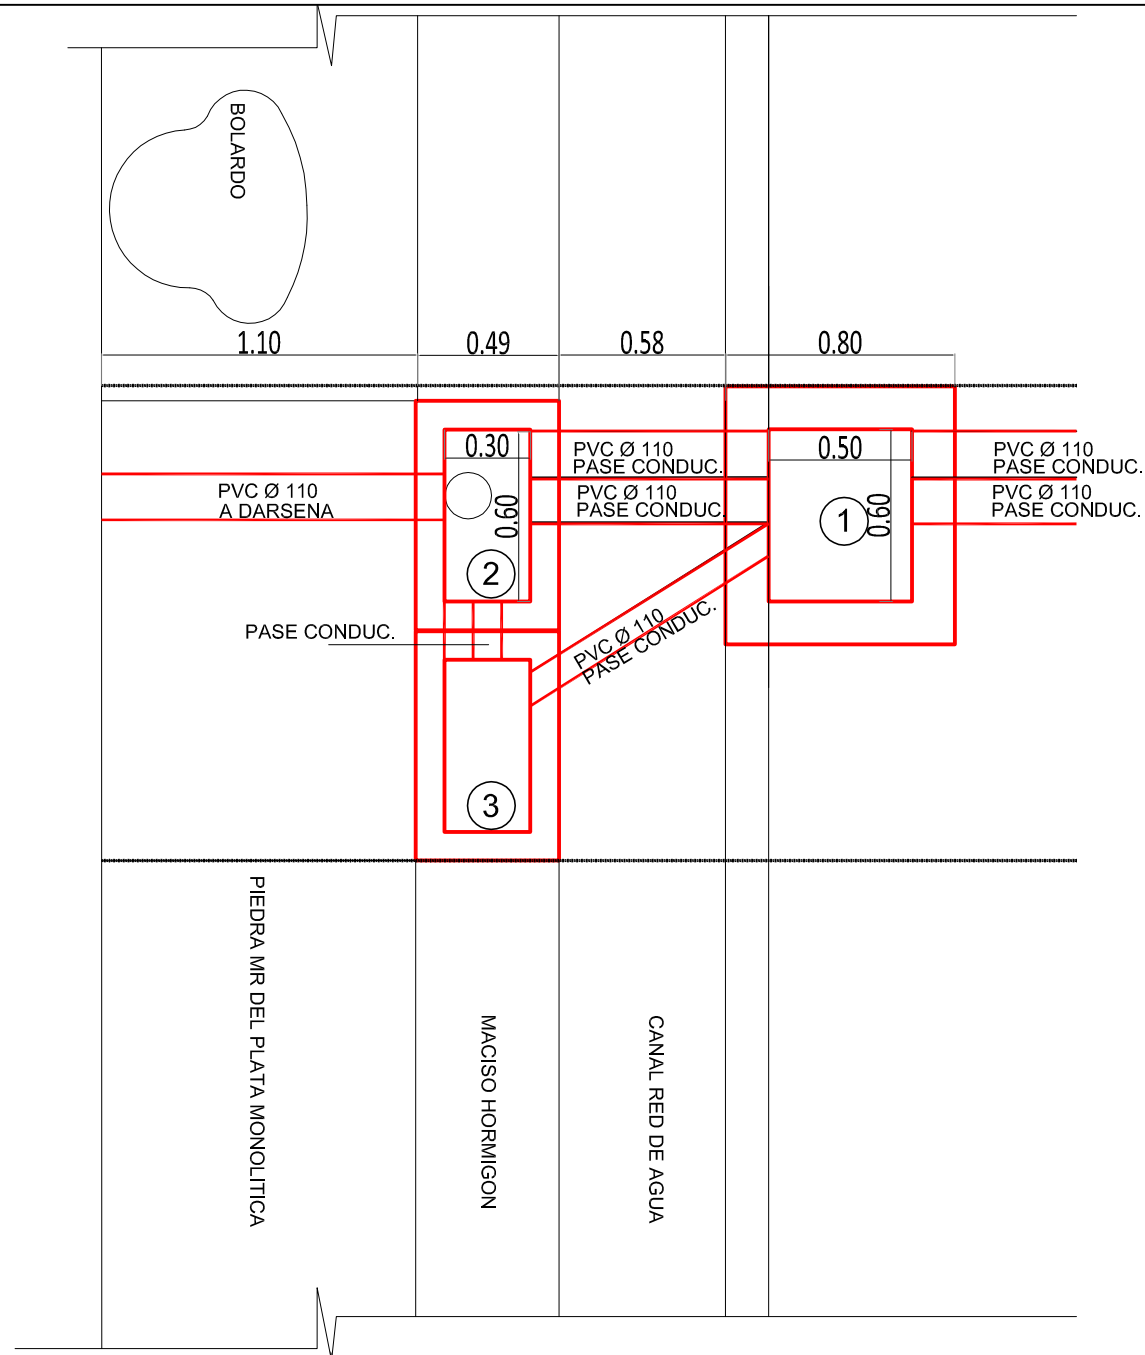 BOLARDO
1.10
0.49
0.58
0.80
0.30
PVC Ø 110
PASE CONDUC.
0.50
PVC Ø 110
PASE CONDUC.
PVC Ø 110
A DARSENA
0.60
PVC Ø 110
PASE CONDUC.
1
0.60
PVC Ø 110
PASE CONDUC.
2
PASE CONDUC.
PVC Ø 110
PASE CONDUC.
3
PIEDRA MR DEL PLATA MONOLITICA
MACISO HORMIGON
CANAL RED DE AGUA